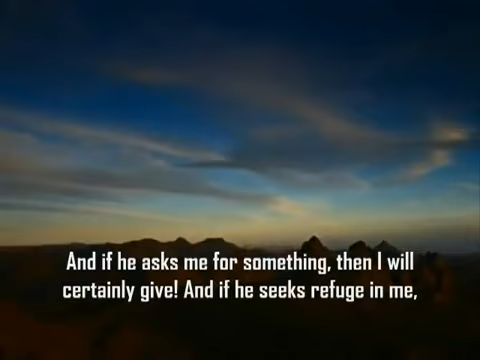 And if he asks me for something, then I will
certainly give! And if he seeks refuge in me,